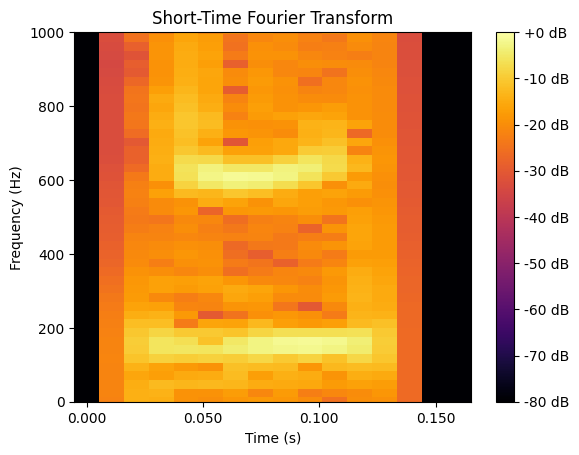 Short-Time Fourier Transform
1000
800
600
400
200
0
Frequency (Hz)
0.000
0.050
0.100
0.150
Time (s)
+0 dB
-10 dB
-20 dB
-30 dB
-40 dB
-50 dB
-60 dB
-70 dB
-80 dB